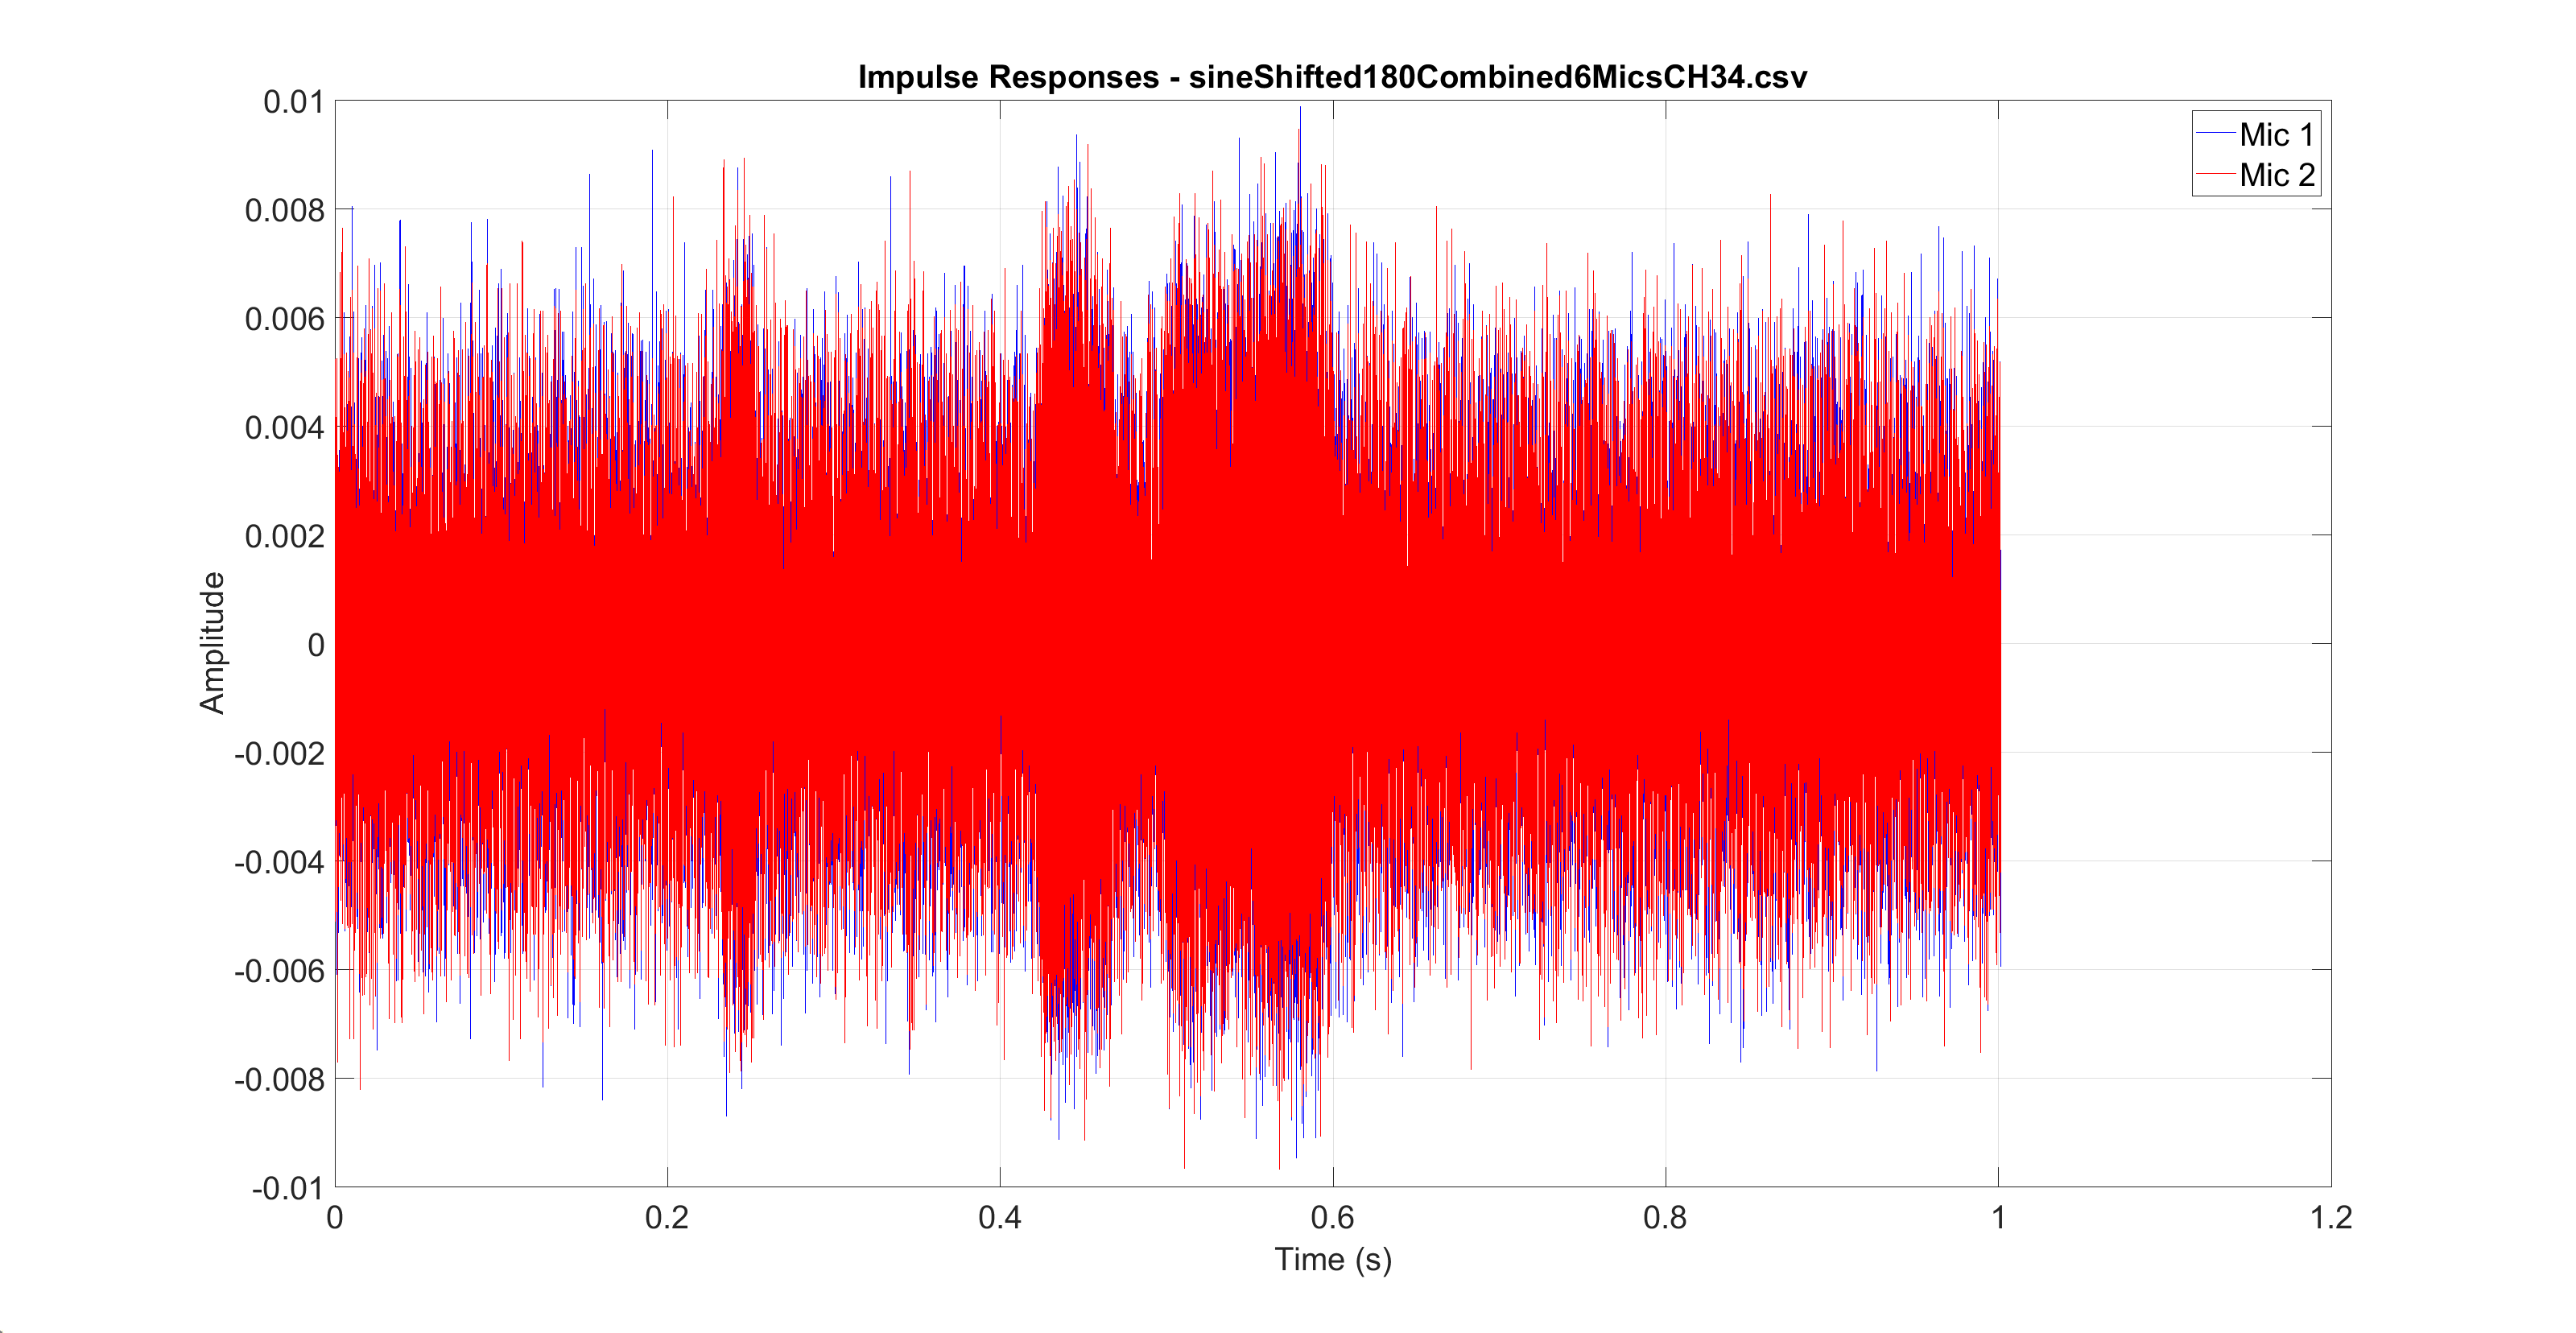 Impulse Responses - sineShifted180Combined6MicsCH34.csv
Mic 1
Mic 2
0.01
0.008
0.006
0.004
0.002
0
-0.002
-0.004
-0.006
-0.008
-0.01
Amplitude
0 0.2 0.4 0.6 0.8 1 1.2
Time (s)